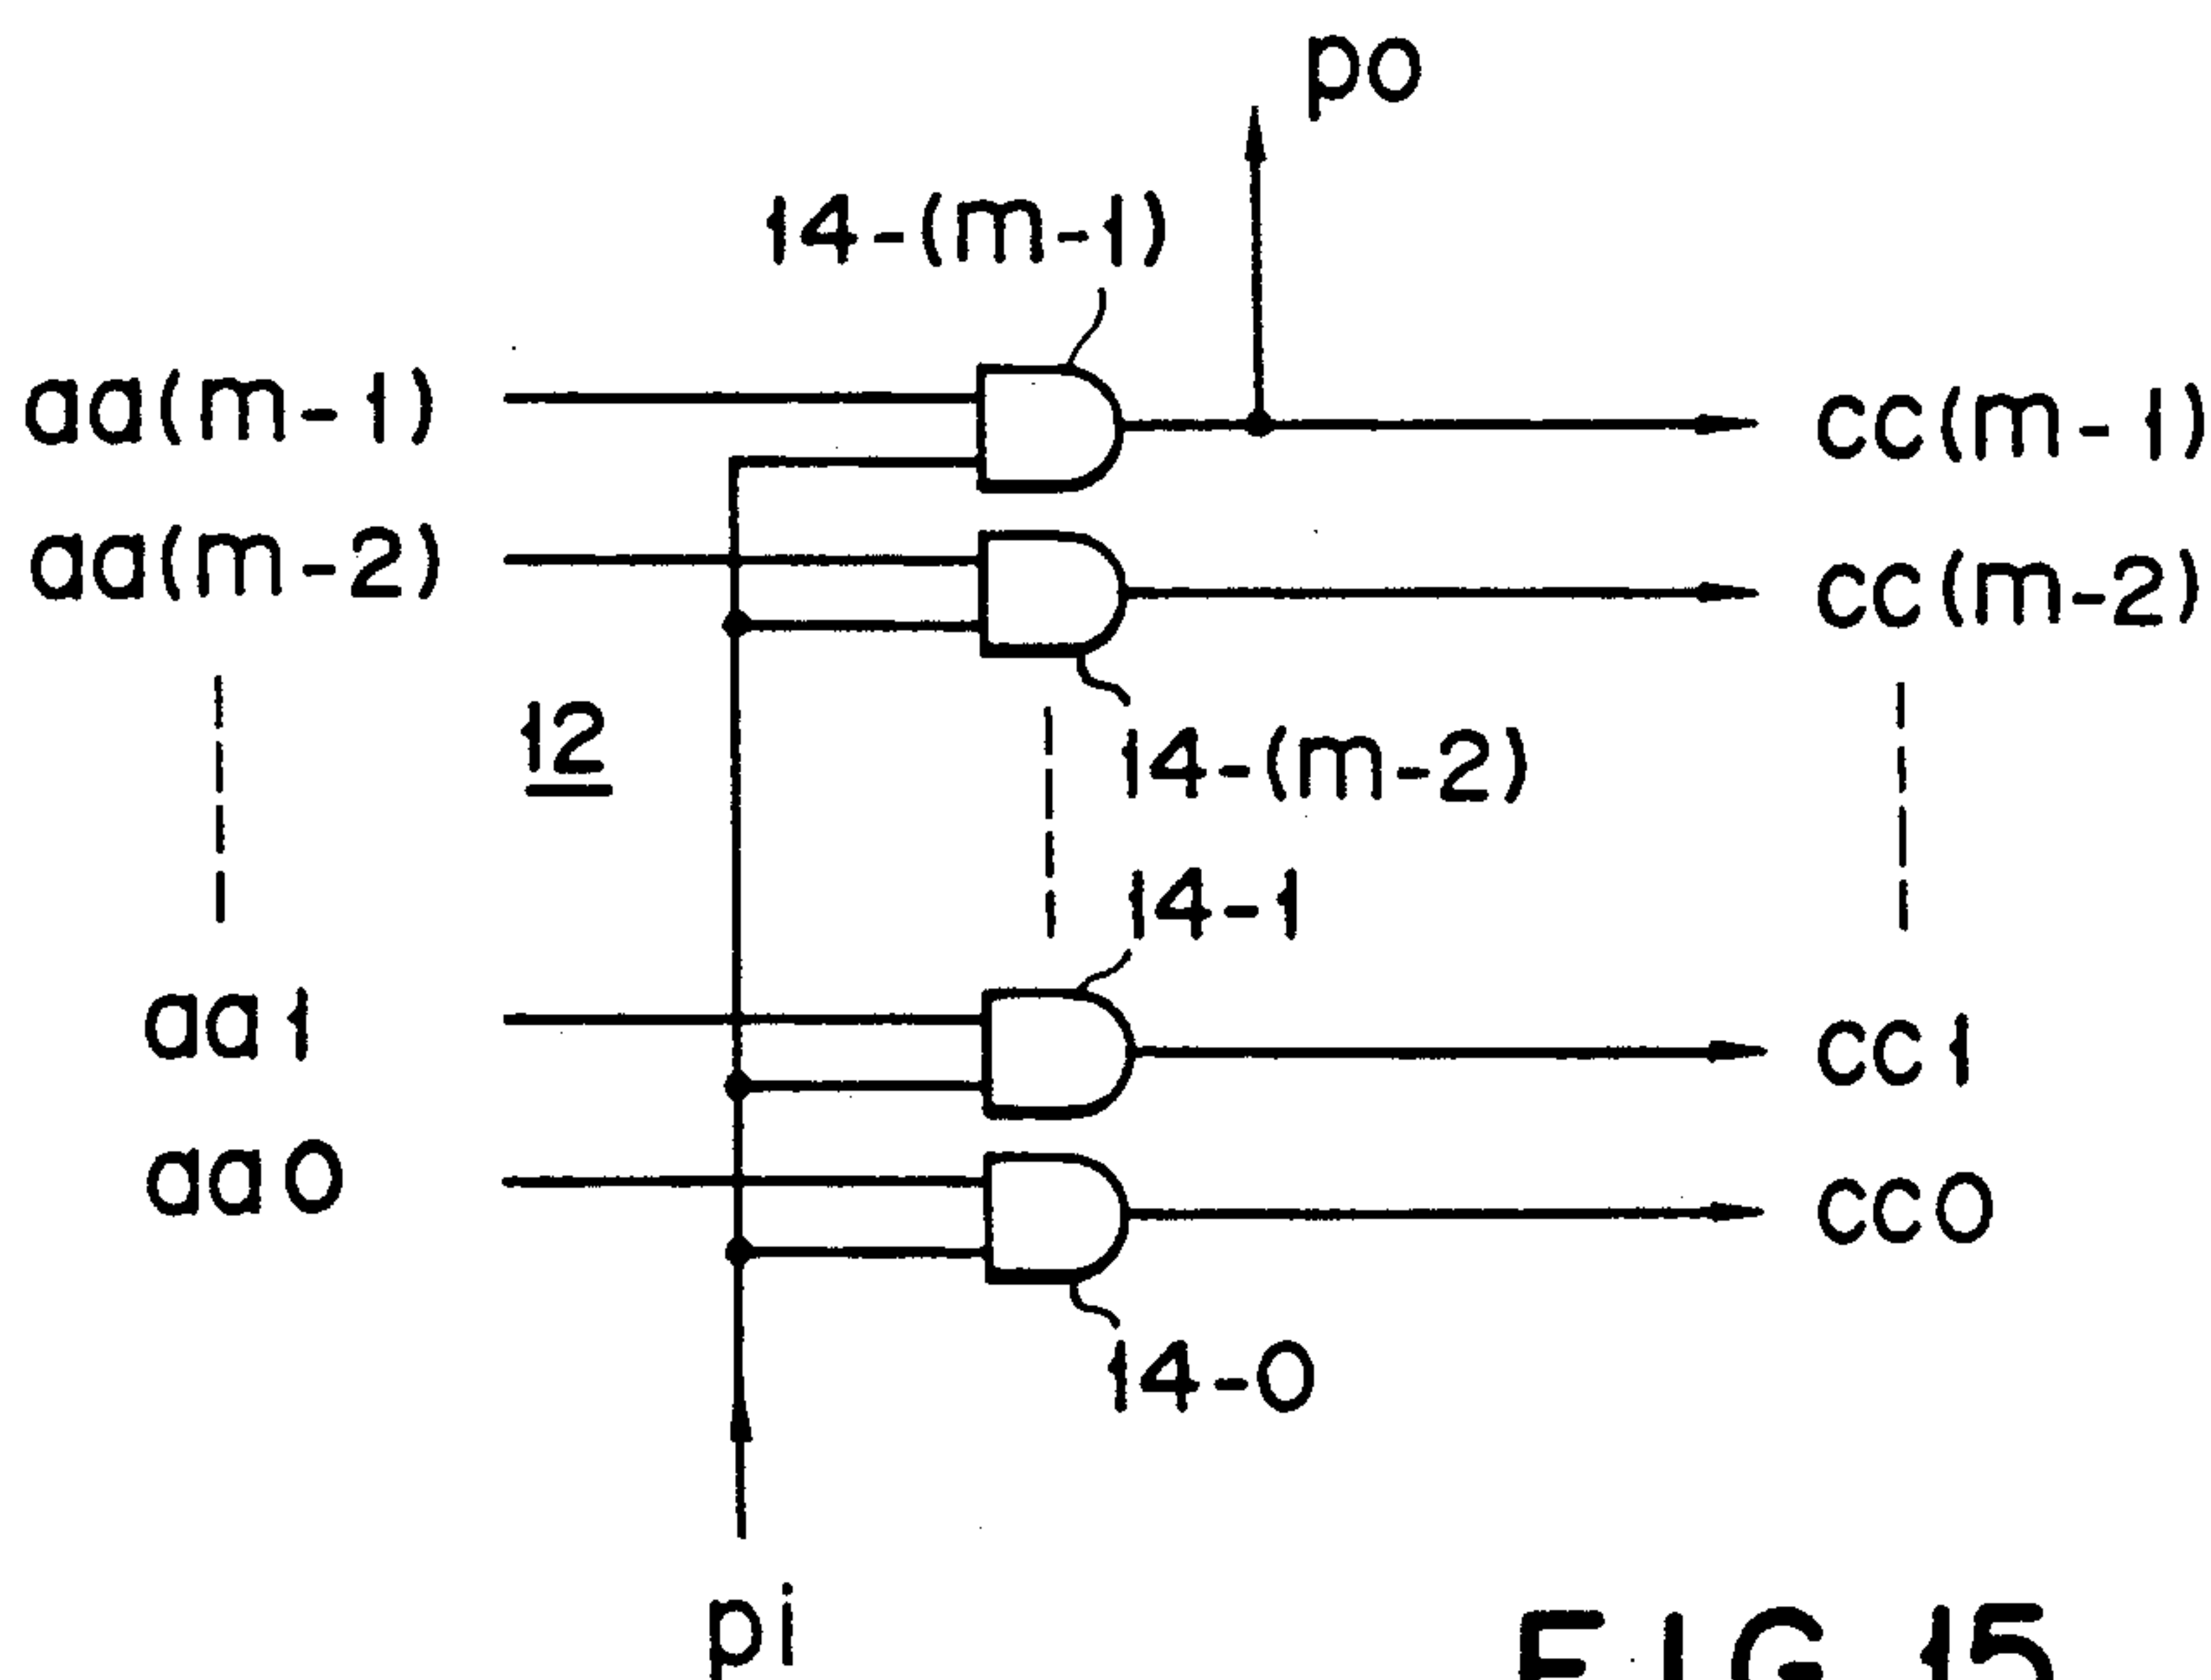 po
14-(m-1)
aa(m-1)
cc(m-1)
aa(m-2)
cc(m-2)
12
14-(m-2)
14-1
aa1
cc1
aa0
cc0
14-0
pi
FIG.15